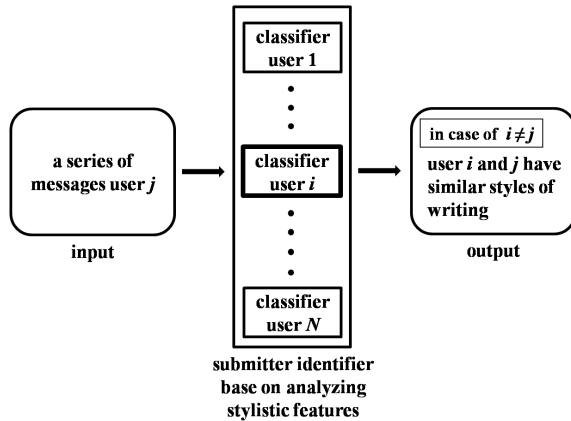 classifier
user 1
a series of
messages user j
input
classifier
user i
in case of i≠j
user i and j have
similar styles of
writing
output
classifier
user N
submitter identifier
base on analyzing
stylistic features